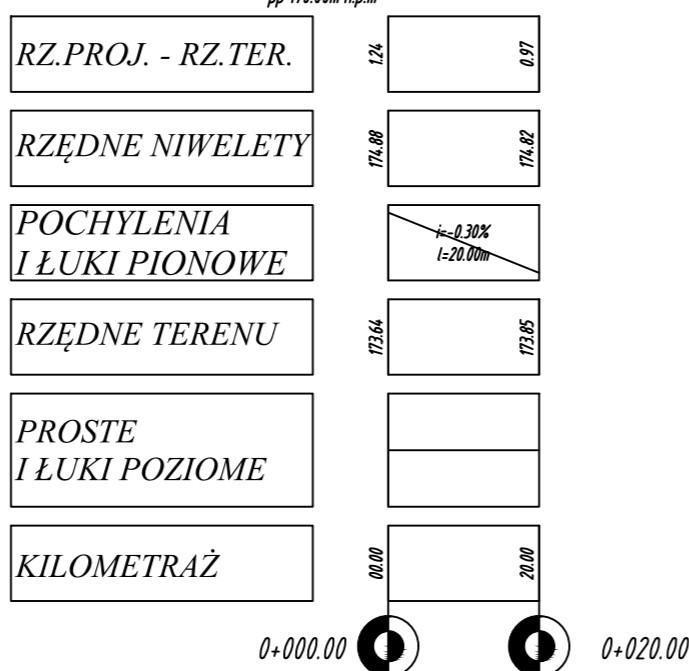 RZ.PROJ. - RZ.TER.
1.24
0.97
RZĘDNE NIWELETY
174.88
174.82
POCHYLENIA
I ŁUKI PIONOWE
i=-0.30%
l=20.00m
RZĘDNE TERENU
173.64
173.85
PROSTE
I ŁUKI POZIOME
KILOMETRAŻ
00.00
20.00
0+000.00
0+020.00